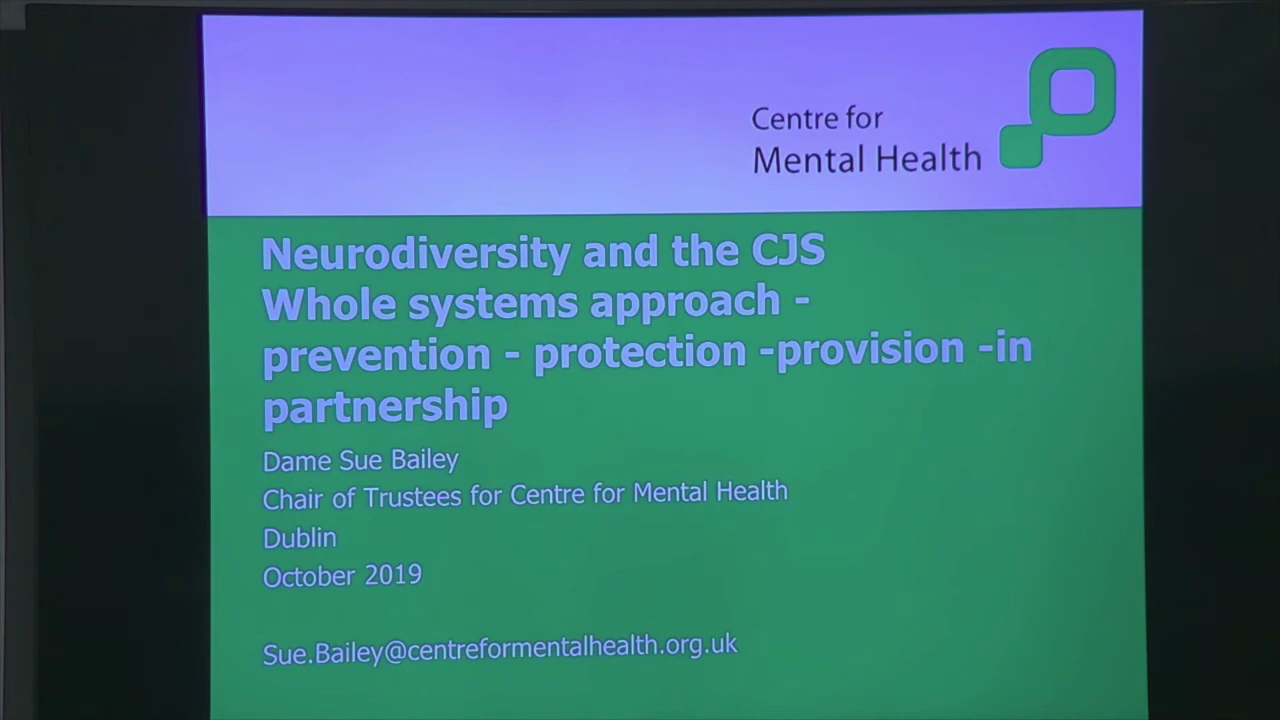 Centre for
Mental Health
Neurodiversity and the CJS
Whole systems approach -
prevention - protection -provision -in
partnership
Dame Sue Bailey
Chair of Trustees for Centre for Mental Health
Dublin
October 2019
Sue.Bailey@centreformentalhealth.org.uk